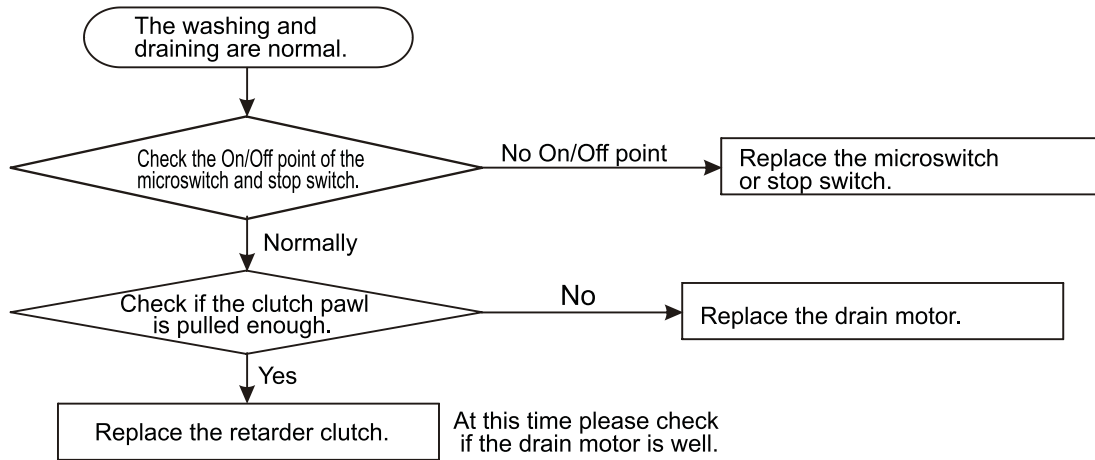 The washing and
draining are normal.
Check the On/Off point of the
microswitch and stop switch.
No On/Off point
Replace the microswitch
or stop switch.
Normally
Check if the clutch pawl
is pulled enough.
No
Replace the drain motor.
Yes
Replace the retarder clutch.
At this time please check
if the drain motor is well.